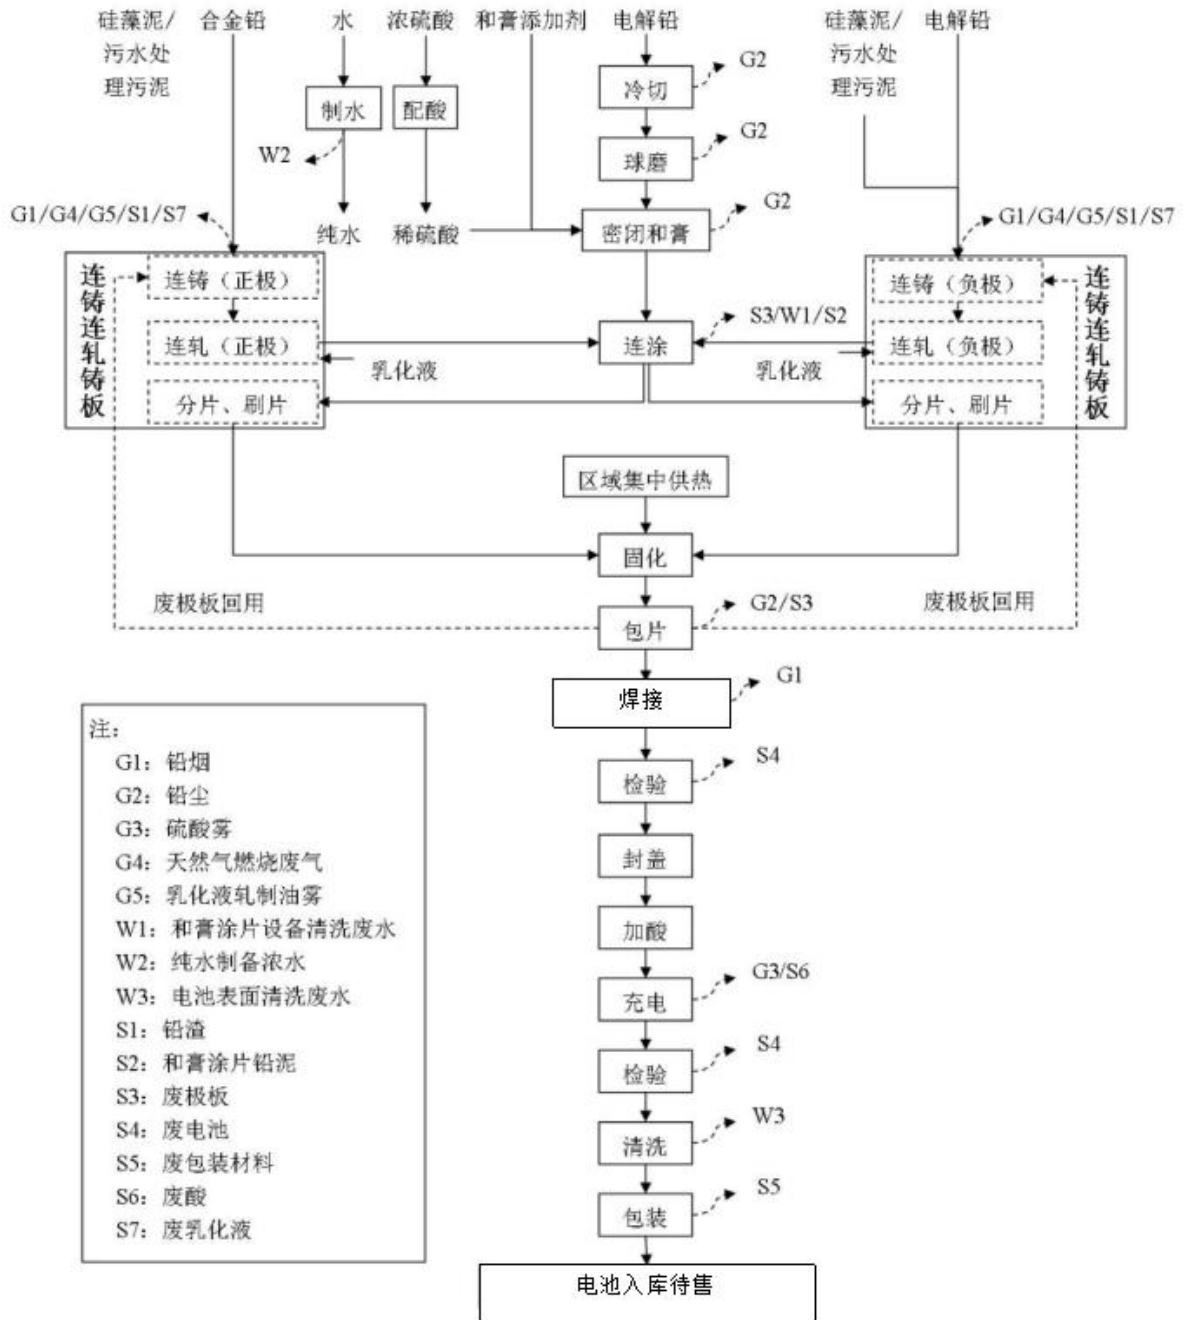 硅藻泥/
污水处
理污泥
合金铅
水
浓硫酸
和膏添加剂
电解铅
硅藻泥/
污水处
理污泥
电解铅
G2
冷切
制水
配酸
G2
球磨
W2
G2
G1/G4/G5/S1/S7
纯水
稀硫酸
密闭和膏
G1/G4/G5/S1/S7
连铸连轧铸板
连铸（正极）
连铸（负极）
连铸连轧铸板
S3/W1/S2
连轧（正极）
连涂
连轧（负极）
乳化液
乳化液
分片、刷片
分片、刷片
区域集中供热
固化
废极板回用
G2/S3
废极板回用
包片
G1
焊接
S4
检验
封盖
加酸
G3/S6
充电
S4
检验
W3
清洗
S5
包装
电池入库待售
注：
G1：铅烟
G2：铅尘
G3：硫酸雾
G4：天然气燃烧废气
G5：乳化液轧制油雾
W1：和膏涂片设备清洗废水
W2：纯水制备浓水
W3：电池表面清洗废水
S1：铅渣
S2：和膏涂片铅泥
S3：废极板
S4：废电池
S5：废包装材料
S6：废酸
S7：废乳化液